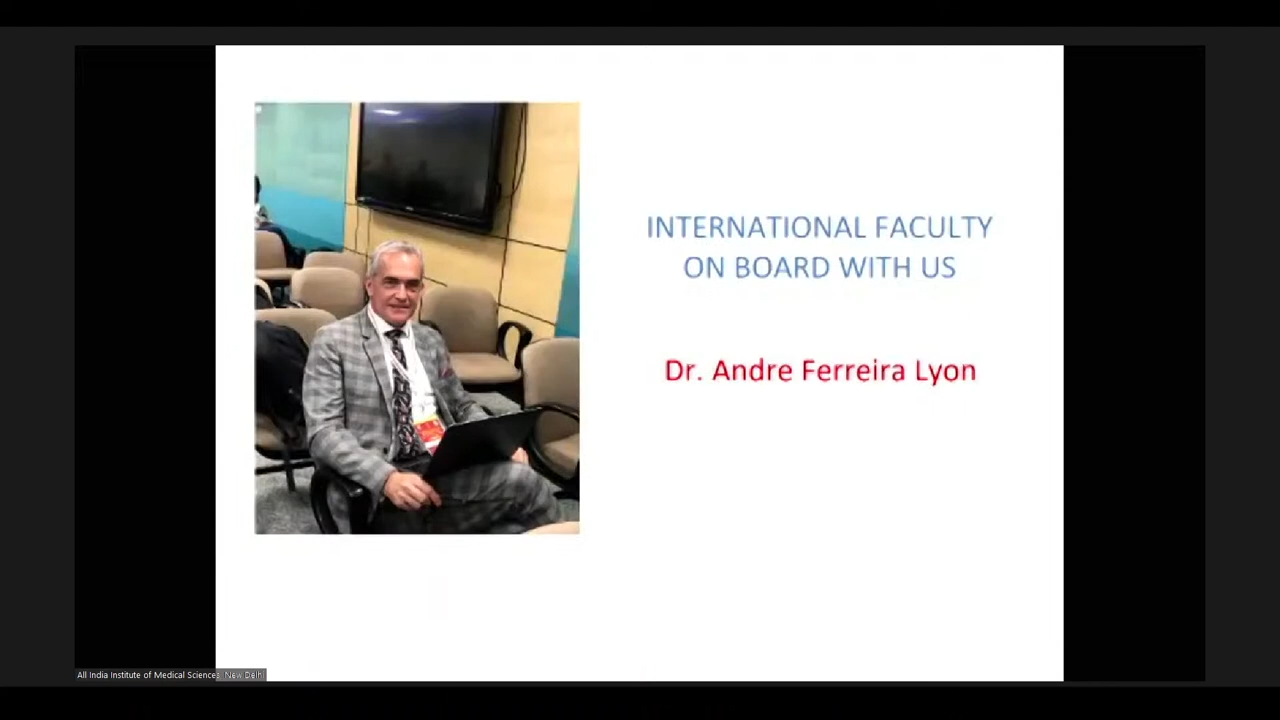 INTERNATIONAL FACULTY
ON BOARD WITH US
Dr. Andre Ferreira Lyon
All India Institute of Medical Sciences, New Delhi